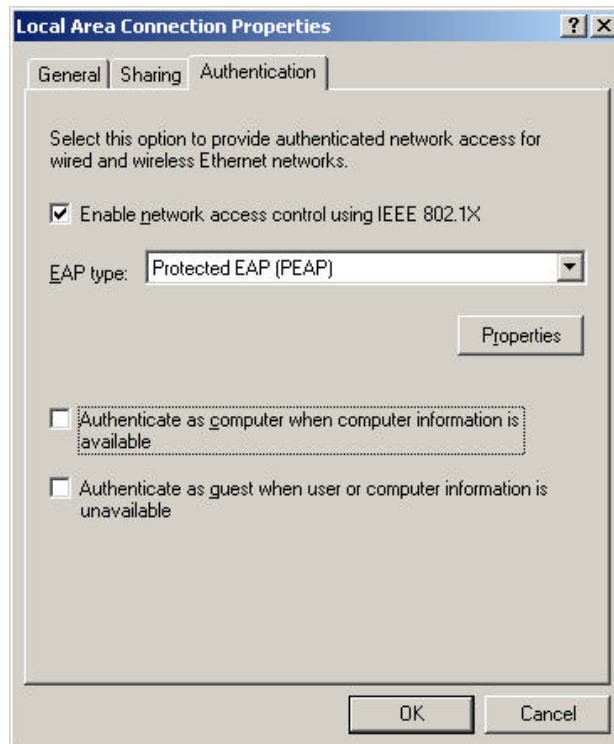 Local Area Connection Properties
General Sharing Authentication
Select this option to provide authenticated network access for
wired and wireless Ethernet networks.
Enable network access control using IEEE 802.1X
EAP type: Protected EAP (PEAP)
Properties
Authenticate as computer when computer information is
available
Authenticate as guest when user or computer information is
unavailable
OK Cancel